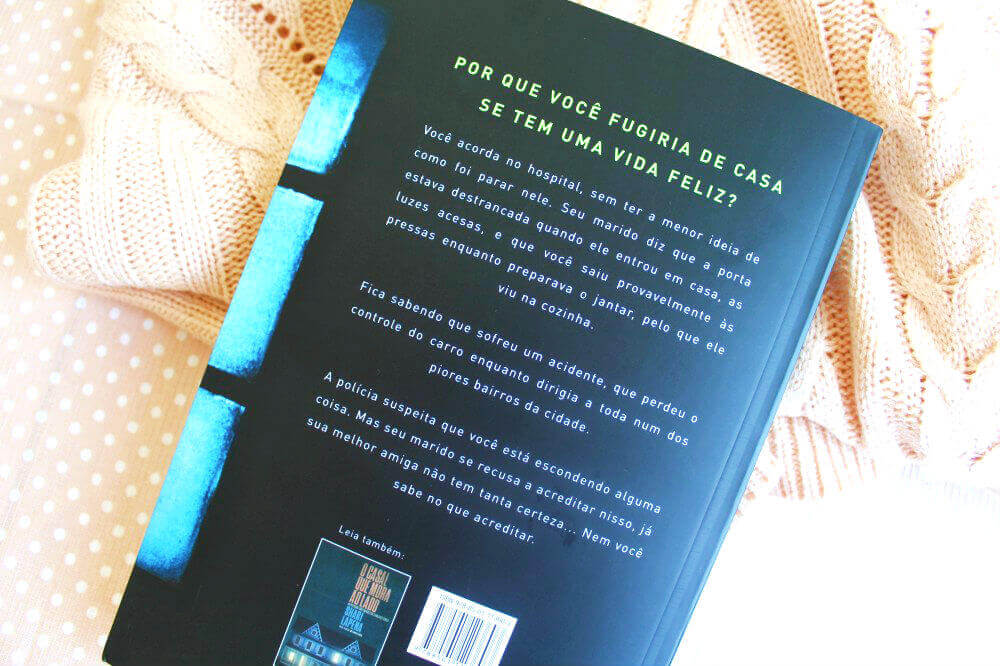 POR QUE VOCÊ FUGIRIA DE CASA
SE TEM UMA VIDA FELIZ?
Você acorda no hospital, sem ter a menor ideia de
como foi parar nele. Seu marido diz que a porta
estava destrancada quando ele entrou em casa, as
luzes acesas, e que você saiu provavelmente às
pressas enquanto preparava o jantar, pelo que ele
viu na cozinha.
Fica sabendo que sofreu um acidente, que perdeu o
controle do carro enquanto dirigia a toda num dos
piores bairros da cidade.
A polícia suspeita que você está escondendo alguma
coisa. Mas seu marido se recusa a acreditar nisso, já
sua melhor amiga não tem tanta certeza... Nem você
sabe no que acreditar.
Leia também:
O CASAL
QUE MORA
AO LADO
SHARI
LAPENA